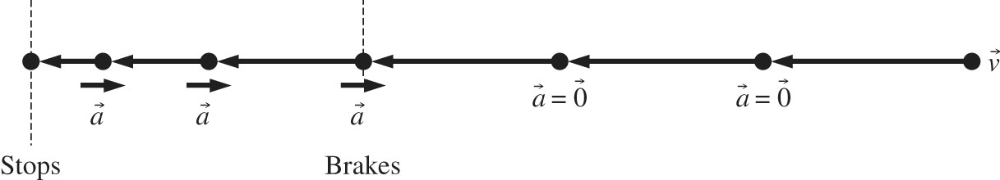 v⃗
a⃗ = 0⃗
a⃗ = 0⃗
a⃗
a⃗
a⃗
Stops
Brakes